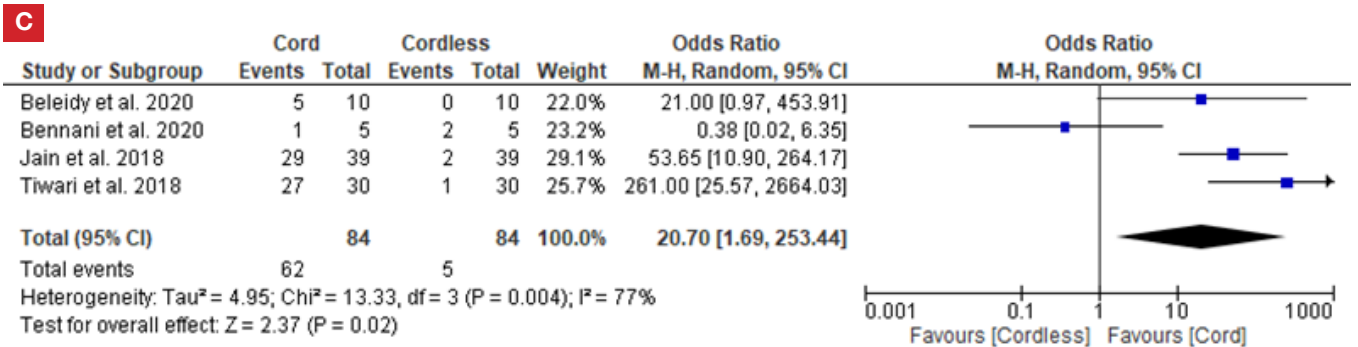 C
Cord Cordless Odds Ratio Odds Ratio
Study or Subgroup Events Total Events Total Weight M-H, Random, 95% CI M-H, Random, 95% CI
Beleidy et al. 2020 5 10 0 10 22.0% 21.00 [0.97, 453.91]
Bennani et al. 2020 1 5 2 5 23.2% 0.38 [0.02, 6.35]
Jain et al. 2018 29 39 2 39 29.1% 53.65 [10.90, 264.17]
Tiwari et al. 2018 27 30 1 30 25.7% 261.00 [25.57, 2664.03]
Total (95% CI) 84 84 100.0% 20.70 [1.69, 253.44]
Total events 62 5
Heterogeneity: Tau² = 4.95; Chi² = 13.33, df = 3 (P = 0.004); I² = 77%
Test for overall effect: Z = 2.37 (P = 0.02)
0.001 0.1 1 10 1000
Favours [Cordless] Favours [Cord]